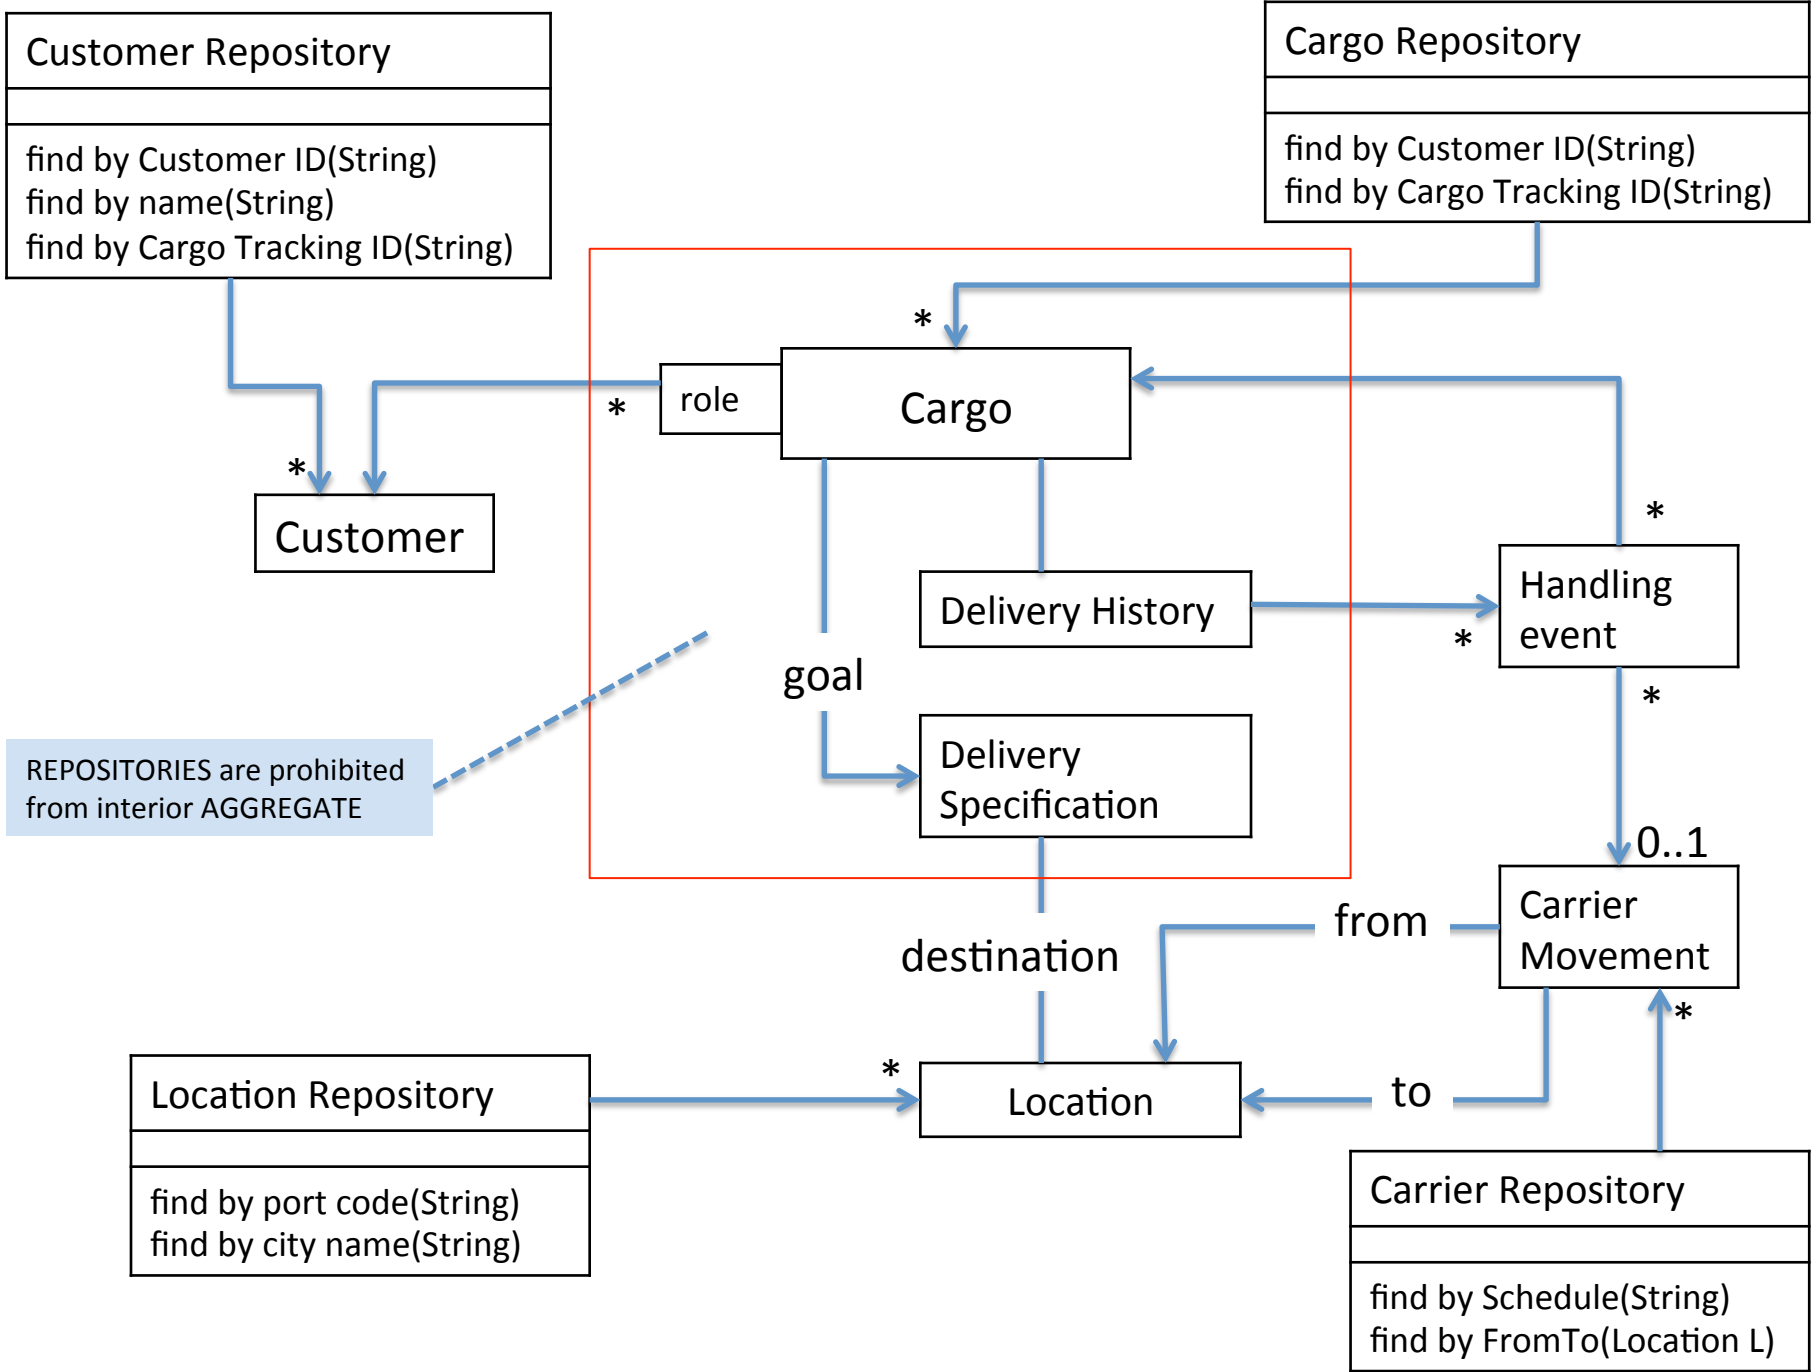 Customer Repository
find by Customer ID(String)
find by name(String)
find by Cargo Tracking ID(String)
Cargo Repository
find by Customer ID(String)
find by Cargo Tracking ID(String)
*
role
Cargo
*
*
Customer
*
Delivery History
Handling
event
*
goal
*
REPOSITORIES are prohibited
from interior AGGREGATE
Delivery
Specification
0..1
Carrier
Movement
from
destination
*
Location Repository
find by port code(String)
find by city name(String)
*
Location
to
Carrier Repository
find by Schedule(String)
find by FromTo(Location L)